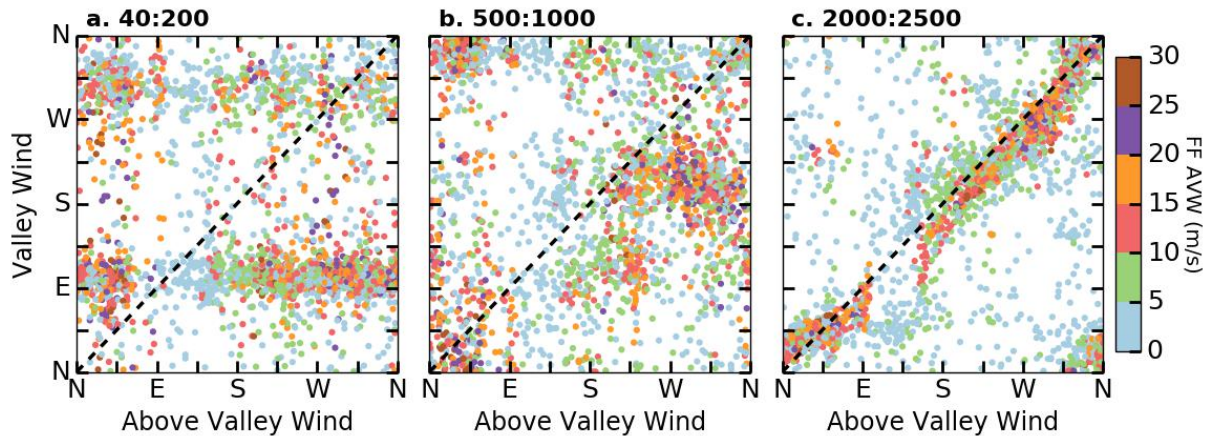 a. 40:200
b. 500:1000
c. 2000:2500
N
W
S
E
N
Valley Wind
N E S W N
N E S W N
N E S W N
Above Valley Wind
Above Valley Wind
Above Valley Wind
30
25
20
15
10
5
0
FF AVW (m/s)